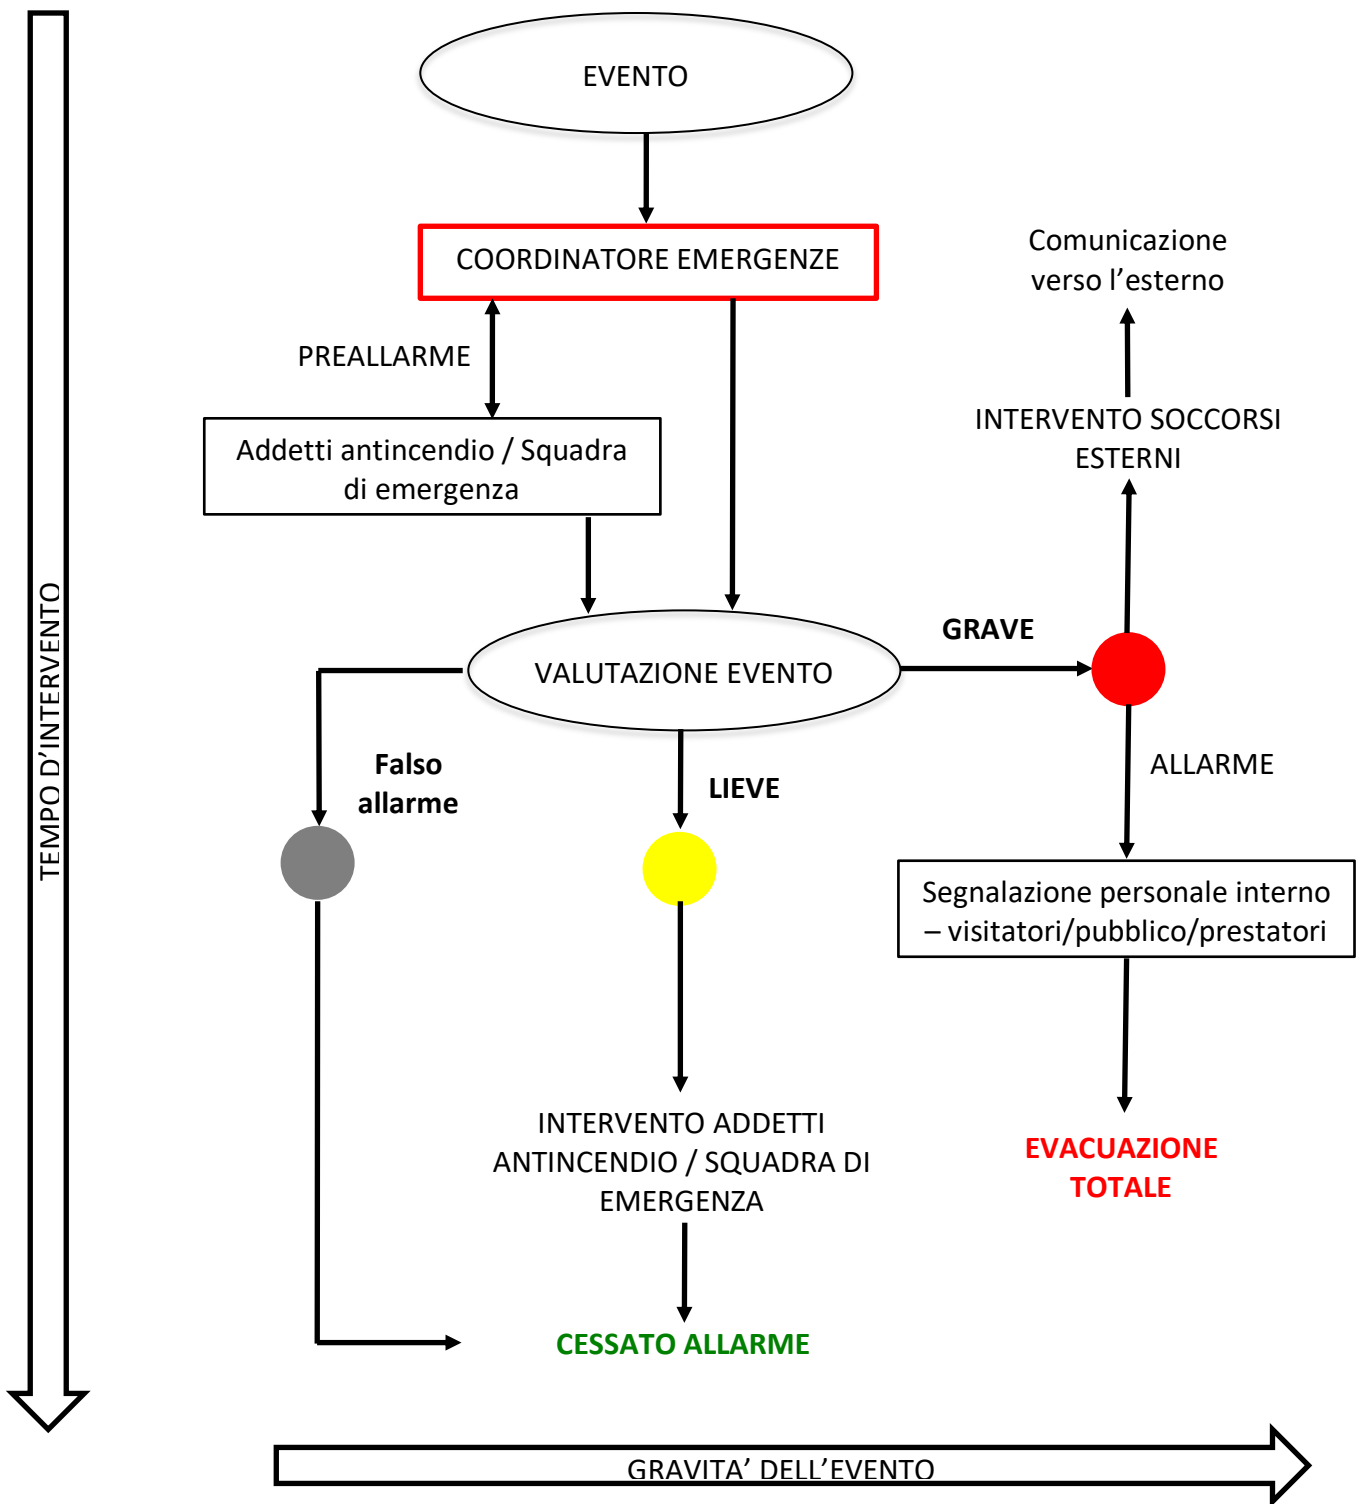 EVENTO
COORDINATORE EMERGENZE
Comunicazione
verso l'esterno
PREALLARME
INTERVENTO SOCCORSI
ESTERNI
Addetti antincendio / Squadra
di emergenza
GRAVE
VALUTAZIONE EVENTO
Falso
allarme
LIEVE
ALLARME
TEMPO D'INTERVENTO
Segnalazione personale interno
– visitatori/pubblico/prestatori
INTERVENTO ADDETTI
ANTINCENDIO / SQUADRA DI
EMERGENZA
EVACUAZIONE
TOTALE
CESSATO ALLARME
GRAVITA' DELL'EVENTO